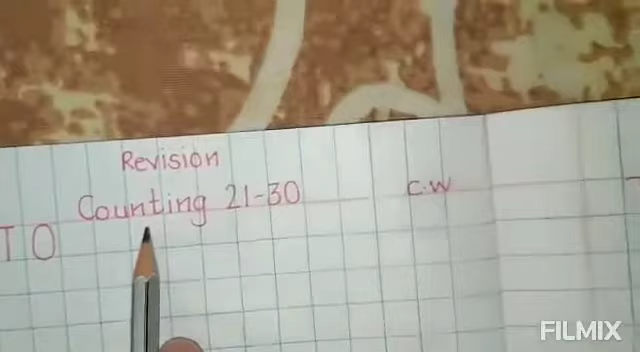 Revision
Counting 21-30
C.W
T O
FILMIX